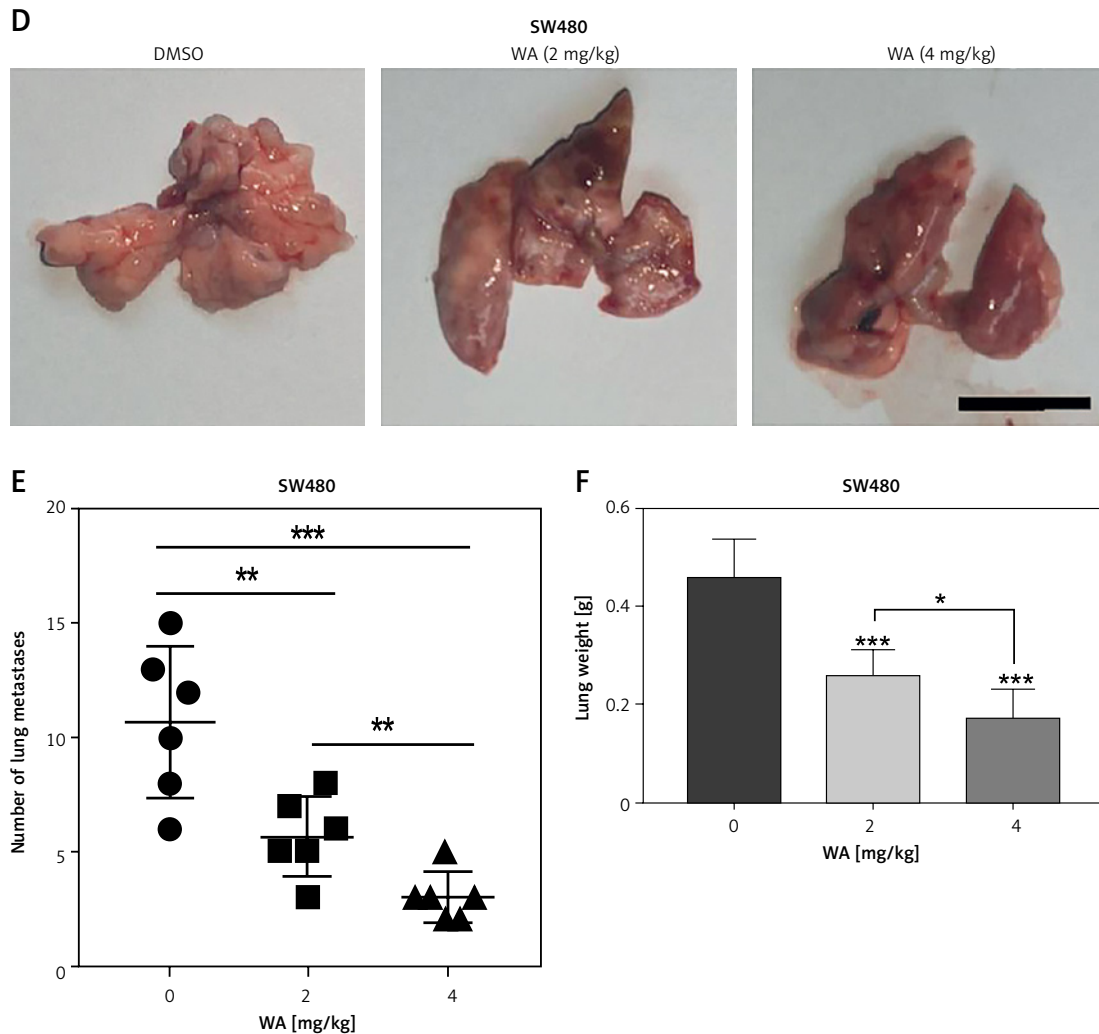 D
SW480
DMSO
WA (2 mg/kg)
WA (4 mg/kg)
E
SW480
Number of lung metastases
20
15
10
5
0
***
**
**
0
2
4
WA [mg/kg]
F
SW480
Lung weight [g]
0.6
0.4
0.2
0
*
***
***
0
2
4
WA [mg/kg]